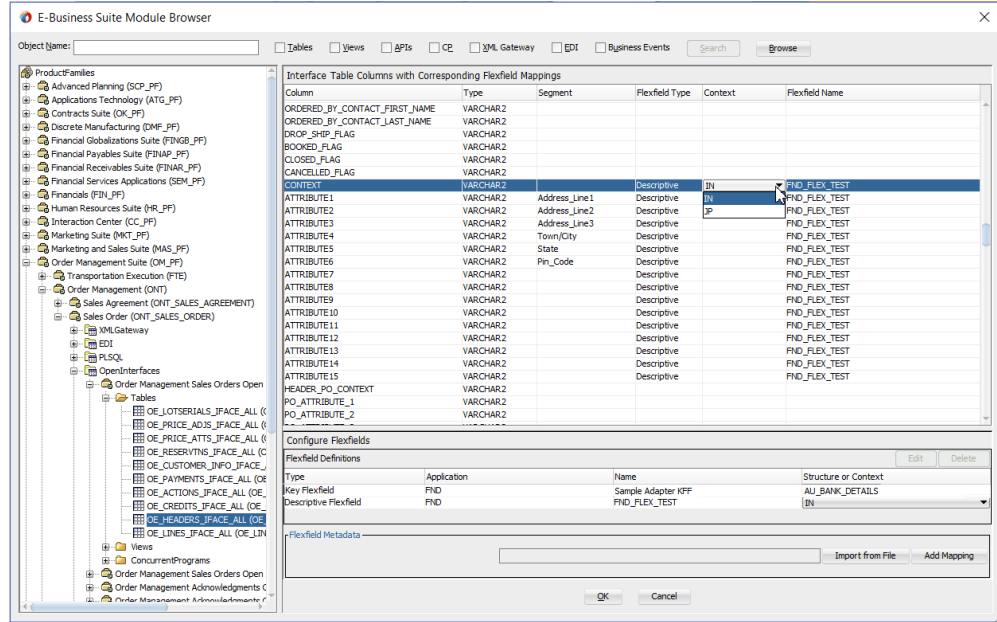 E-Business Suite Module Browser
Object Name: Tables Views APIs CP XML Gateway EDI Business Events Search Browse
ProductFamilies
Advanced Planning (SCP_PF)
Applications Technology (ATG_PF)
Contracts Suite (OK_PF)
Discrete Manufacturing (DMF_PF)
Financial Globalizations Suite (FINGB_PF)
Financial Payables Suite (FINAP_PF)
Financial Receivables Suite (FINAR_PF)
Financial Services Applications (SEM_PF)
Financials (FIN_PF)
Human Resources Suite (HR_PF)
Interaction Center (CC_PF)
Marketing Suite (MKT_PF)
Marketing and Sales Suite (MAS_PF)
Order Management Suite (OM_PF)
Transportation Execution (FTE)
Order Management (ONT)
Sales Agreement (ONT_SALES_AGREEMENT)
Sales Order (ONT_SALES_ORDER)
XMLGateway
EDI
PLSQL
OpenInterfaces
Order Management Sales Orders Open
Tables
OE_LOTSERIALS_IFACE_ALL (
OE_PRICE_ADJS_IFACE_ALL (
OE_PRICE_ATTS_IFACE_ALL (
OE_RESERVTNS_IFACE_ALL (
OE_CUSTOMER_INFO_IFACE_
OE_PAYMENTS_IFACE_ALL (OE
OE_ACTIONS_IFACE_ALL (OE_
OE_CREDITS_IFACE_ALL (OE_
OE_HEADERS_IFACE_ALL (OE_
OE_LINES_IFACE_ALL (OE_LIN
Views
ConcurrentPrograms
Order Management Sales Orders Open
Order Management Acknowledgments
Order Management Acknowledgments
Interface Table Columns with Corresponding Flexfield Mappings
Column Type Segment Flexfield Type Context Flexfield Name
ORDERED_BY_CONTACT_FIRST_NAME VARCHAR2
ORDERED_BY_CONTACT_LAST_NAME VARCHAR2
DROP_SHIP_FLAG VARCHAR2
BOOKED_FLAG VARCHAR2
CLOSED_FLAG VARCHAR2
CANCELLED_FLAG VARCHAR2
CONTEXT VARCHAR2 Descriptive IN FND_FLEX_TEST
ATTRIBUTE1 VARCHAR2 Address_Line1 Descriptive IN FND_FLEX_TEST
ATTRIBUTE2 VARCHAR2 Address_Line2 Descriptive JP FND_FLEX_TEST
ATTRIBUTE3 VARCHAR2 Address_Line3 Descriptive FND_FLEX_TEST
ATTRIBUTE4 VARCHAR2 Town/City Descriptive FND_FLEX_TEST
ATTRIBUTE5 VARCHAR2 State Descriptive FND_FLEX_TEST
ATTRIBUTE6 VARCHAR2 Pin_Code Descriptive FND_FLEX_TEST
ATTRIBUTE7 VARCHAR2 Descriptive FND_FLEX_TEST
ATTRIBUTE8 VARCHAR2 Descriptive FND_FLEX_TEST
ATTRIBUTE9 VARCHAR2 Descriptive FND_FLEX_TEST
ATTRIBUTE10 VARCHAR2 Descriptive FND_FLEX_TEST
ATTRIBUTE11 VARCHAR2 Descriptive FND_FLEX_TEST
ATTRIBUTE12 VARCHAR2 Descriptive FND_FLEX_TEST
ATTRIBUTE13 VARCHAR2 Descriptive FND_FLEX_TEST
ATTRIBUTE14 VARCHAR2 Descriptive FND_FLEX_TEST
ATTRIBUTE15 VARCHAR2 Descriptive FND_FLEX_TEST
HEADER_PO_CONTEXT VARCHAR2
PO_ATTRIBUTE_1 VARCHAR2
PO_ATTRIBUTE_2 VARCHAR2
Configure Flexfields
Flexfield Definitions Edit Delete
Type Application Name Structure or Context
Key Flexfield FND Sample Adapter KFF AU_BANK_DETAILS
Descriptive Flexfield FND FND_FLEX_TEST IN
Flexfield Metadata
Import from File Add Mapping
OK Cancel